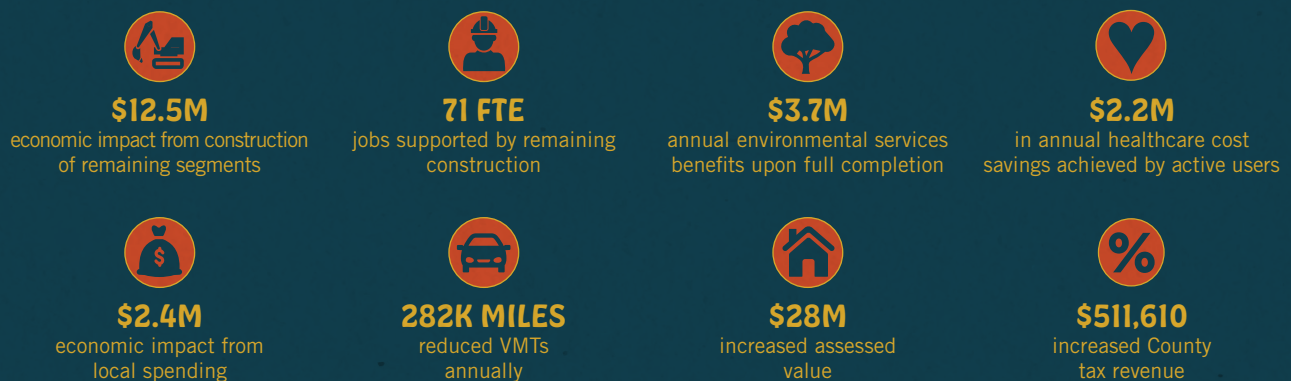 $12.5M
economic impact from construction
of remaining segments
71 FTE
jobs supported by remaining
construction
$3.7M
annual environmental services
benefits upon full completion
$2.2M
in annual healthcare cost
savings achieved by active users
$
$2.4M
economic impact from
local spending
282K MILES
reduced VMTs
annually
$28M
increased assessed
value
%
$511,610
increased County
tax revenue